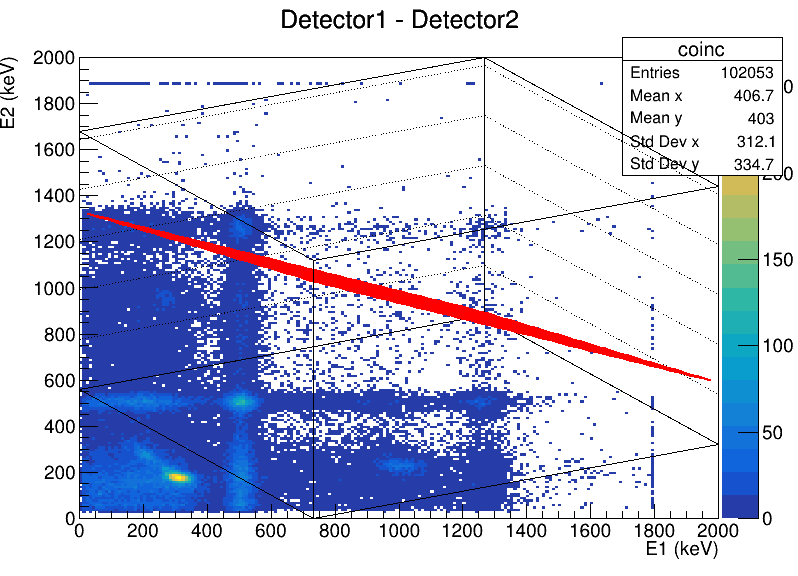 Detector1 - Detector2
coinc
Entries 102053
Mean x 406.7
Mean y 403
Std Dev x 312.1
Std Dev y 334.7
E2 (keV)
2000
1800
1600
1400
1200
1000
800
600
400
200
0
0 200 400 600 800 1000 1200 1400 1600 1800 2000
E1 (keV)
150
100
50
0